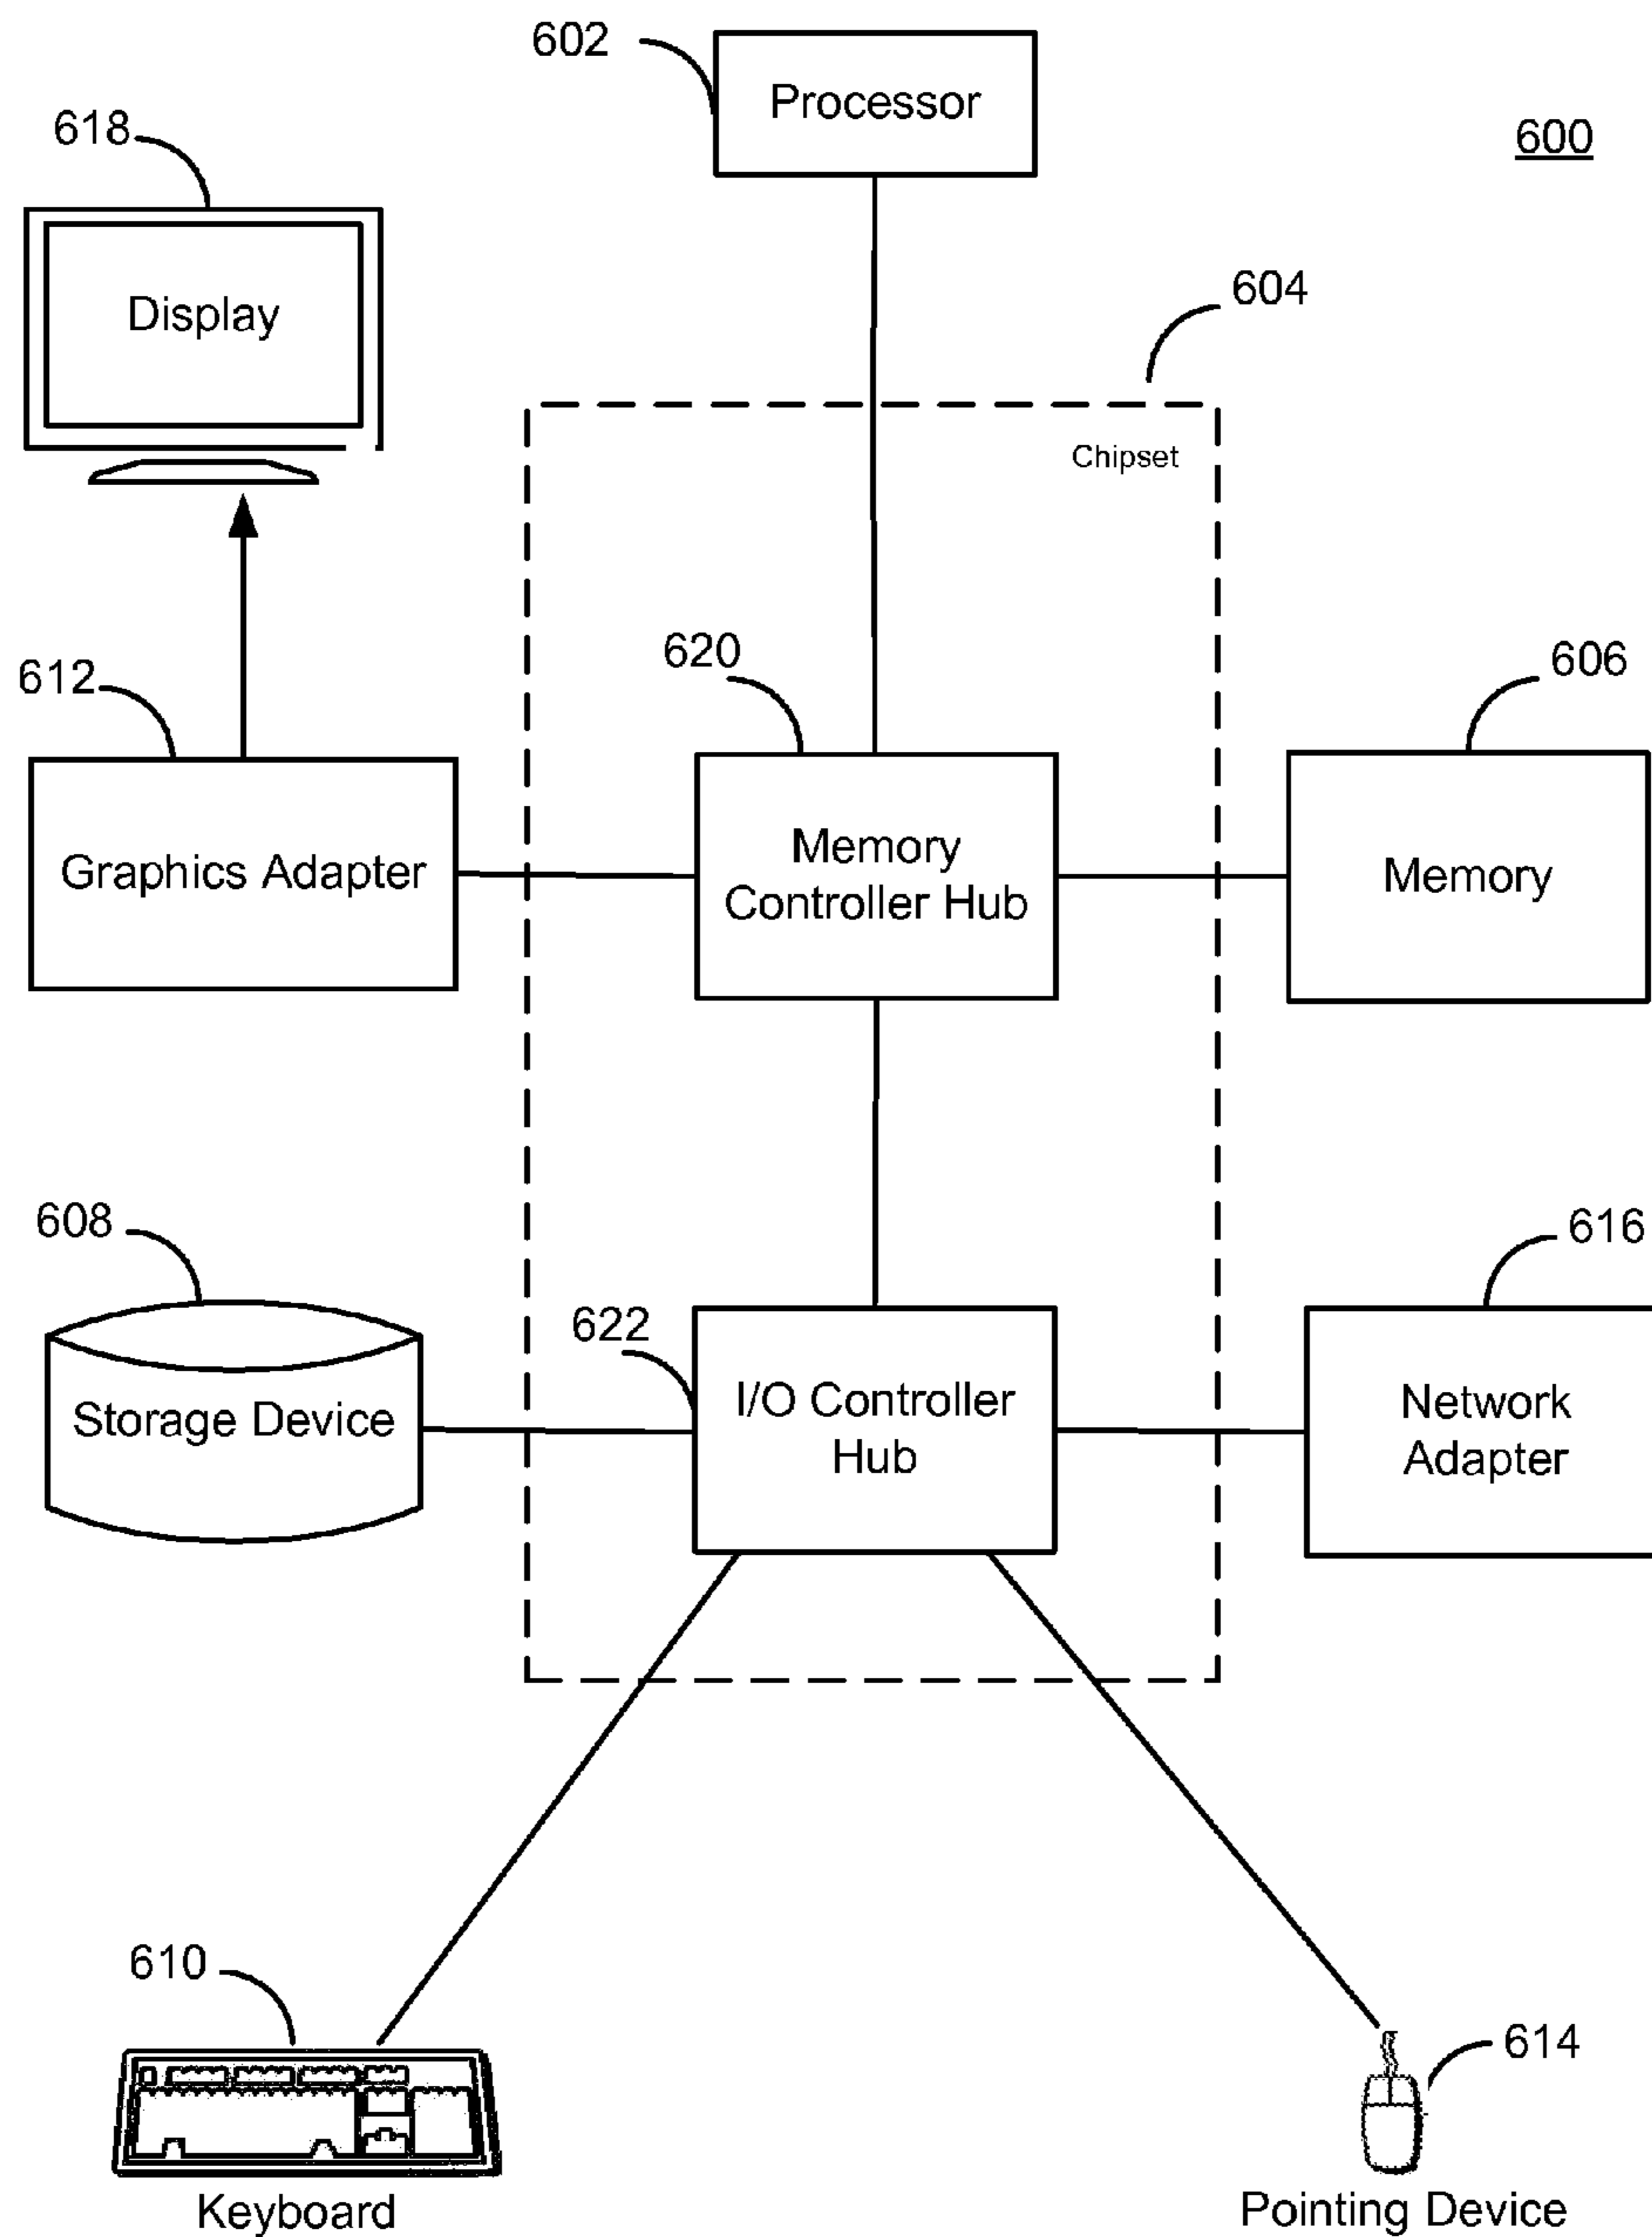 602
Processor
600
618
Display
604
Chipset
620
606
612
Memory
Controller Hub
Graphics Adapter
Memory
608
616
622
I/O Controller
Hub
Storage Device
Network
Adapter
610
614
Keyboard
Pointing Device